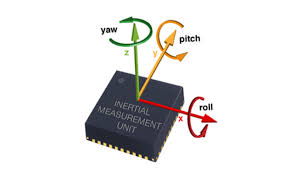 yaw
z
pitch
y
INERTIAL
MEASUREMENT
UNIT
roll
x